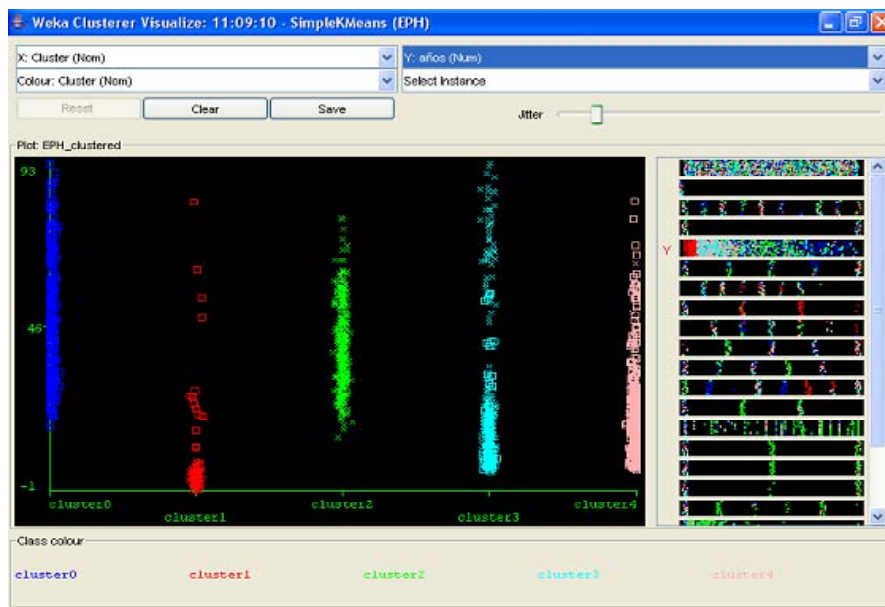 Weka Clusterer Visualize: 11:09:10 - SimpleKMeans (EPH)
X: Cluster (Nom)
Y: años (Num)
Colour: Cluster (Nom)
Select Instance
Reset
Clear
Save
Jitter
Plot: EPH_clustered
93
46
-1
Y
cluster0
cluster1
cluster2
cluster3
cluster4
Class colour
cluster0 cluster1 cluster2 cluster3 cluster4